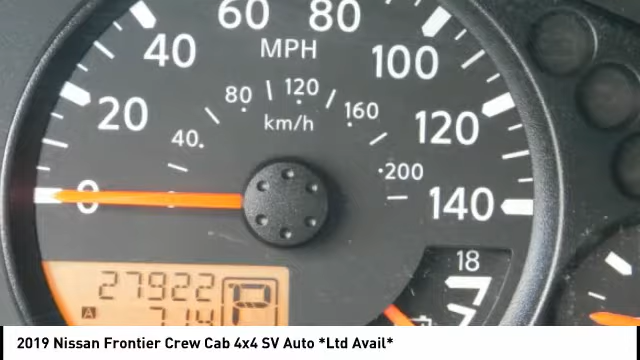 60 80
40 MPH 100
80 120 160
20 km/h 120
40
200
0 140
18
27922 P
A 714
2019 Nissan Frontier Crew Cab 4x4 SV Auto *Ltd Avail*